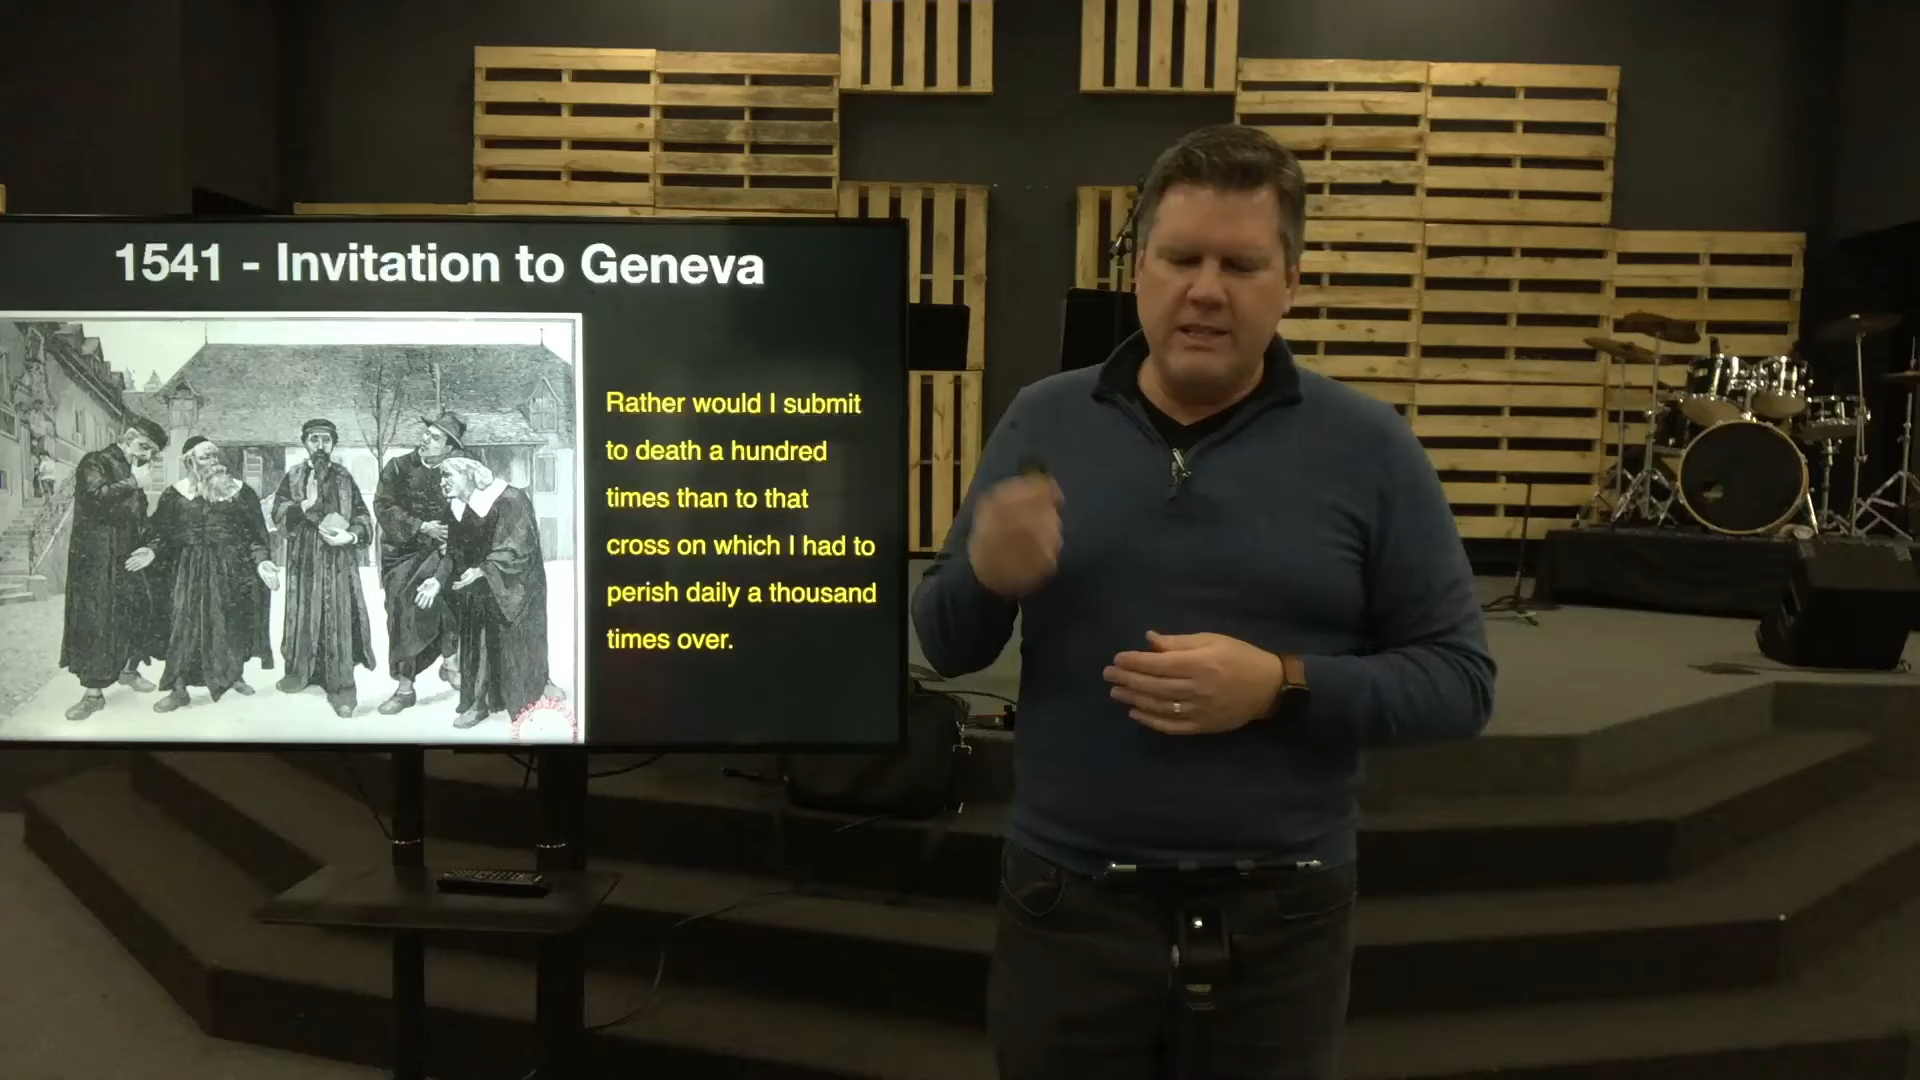 1541 - Invitation to Geneva
Rather would I submit
to death a hundred
times than to that
cross on which I had to
perish daily a thousand
times over.